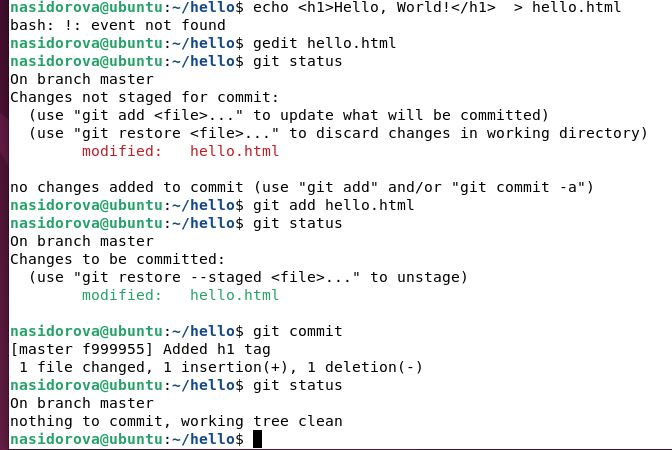 nasidorova@ubuntu:~/hello$ echo <h1>Hello, World!</h1>  > hello.html
bash: !: event not found
nasidorova@ubuntu:~/hello$ gedit hello.html
nasidorova@ubuntu:~/hello$ git status
On branch master
Changes not staged for commit:
  (use "git add <file>..." to update what will be committed)
  (use "git restore <file>..." to discard changes in working directory)
        modified:   hello.html

no changes added to commit (use "git add" and/or "git commit -a")
nasidorova@ubuntu:~/hello$ git add hello.html
nasidorova@ubuntu:~/hello$ git status
On branch master
Changes to be committed:
  (use "git restore --staged <file>..." to unstage)
        modified:   hello.html

nasidorova@ubuntu:~/hello$ git commit
[master f999955] Added h1 tag
 1 file changed, 1 insertion(+), 1 deletion(-)
nasidorova@ubuntu:~/hello$ git status
On branch master
nothing to commit, working tree clean
nasidorova@ubuntu:~/hello$